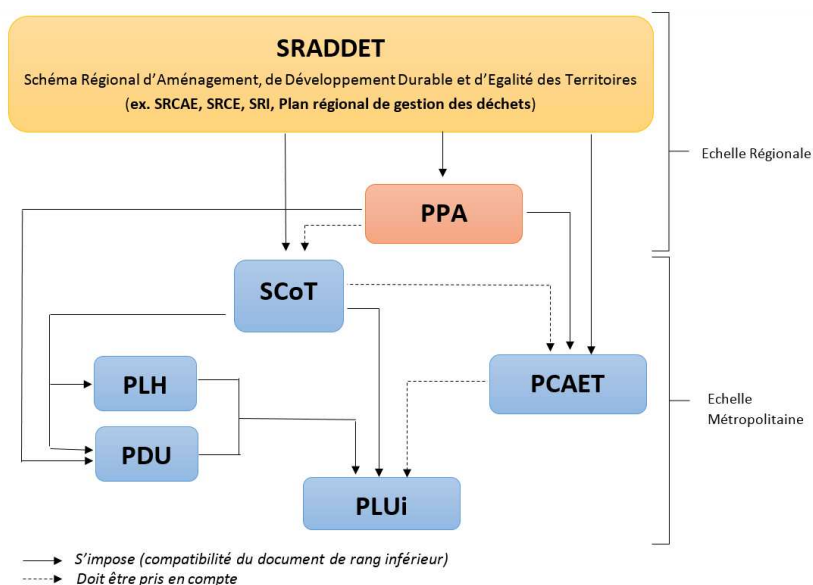 SRADDET
Schéma Régional d'Aménagement, de Développement Durable et d'Egalité des Territoires
(ex. SRCAE, SRCE, SRI, Plan régional de gestion des déchets)
Echelle Régionale
PPA
SCoT
PLH
PCAET
Echelle
Métropolitaine
PDU
PLUi
S'impose (compatibilité du document de rang inférieur)
Doit être pris en compte